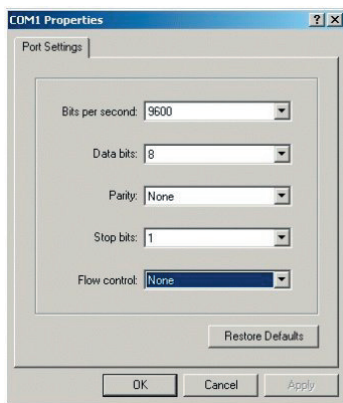 COM1 Properties
Port Settings
Bits per second: 9600
Data bits: 8
Parity: None
Stop bits: 1
Flow control: None
Restore Defaults
OK Cancel Apply